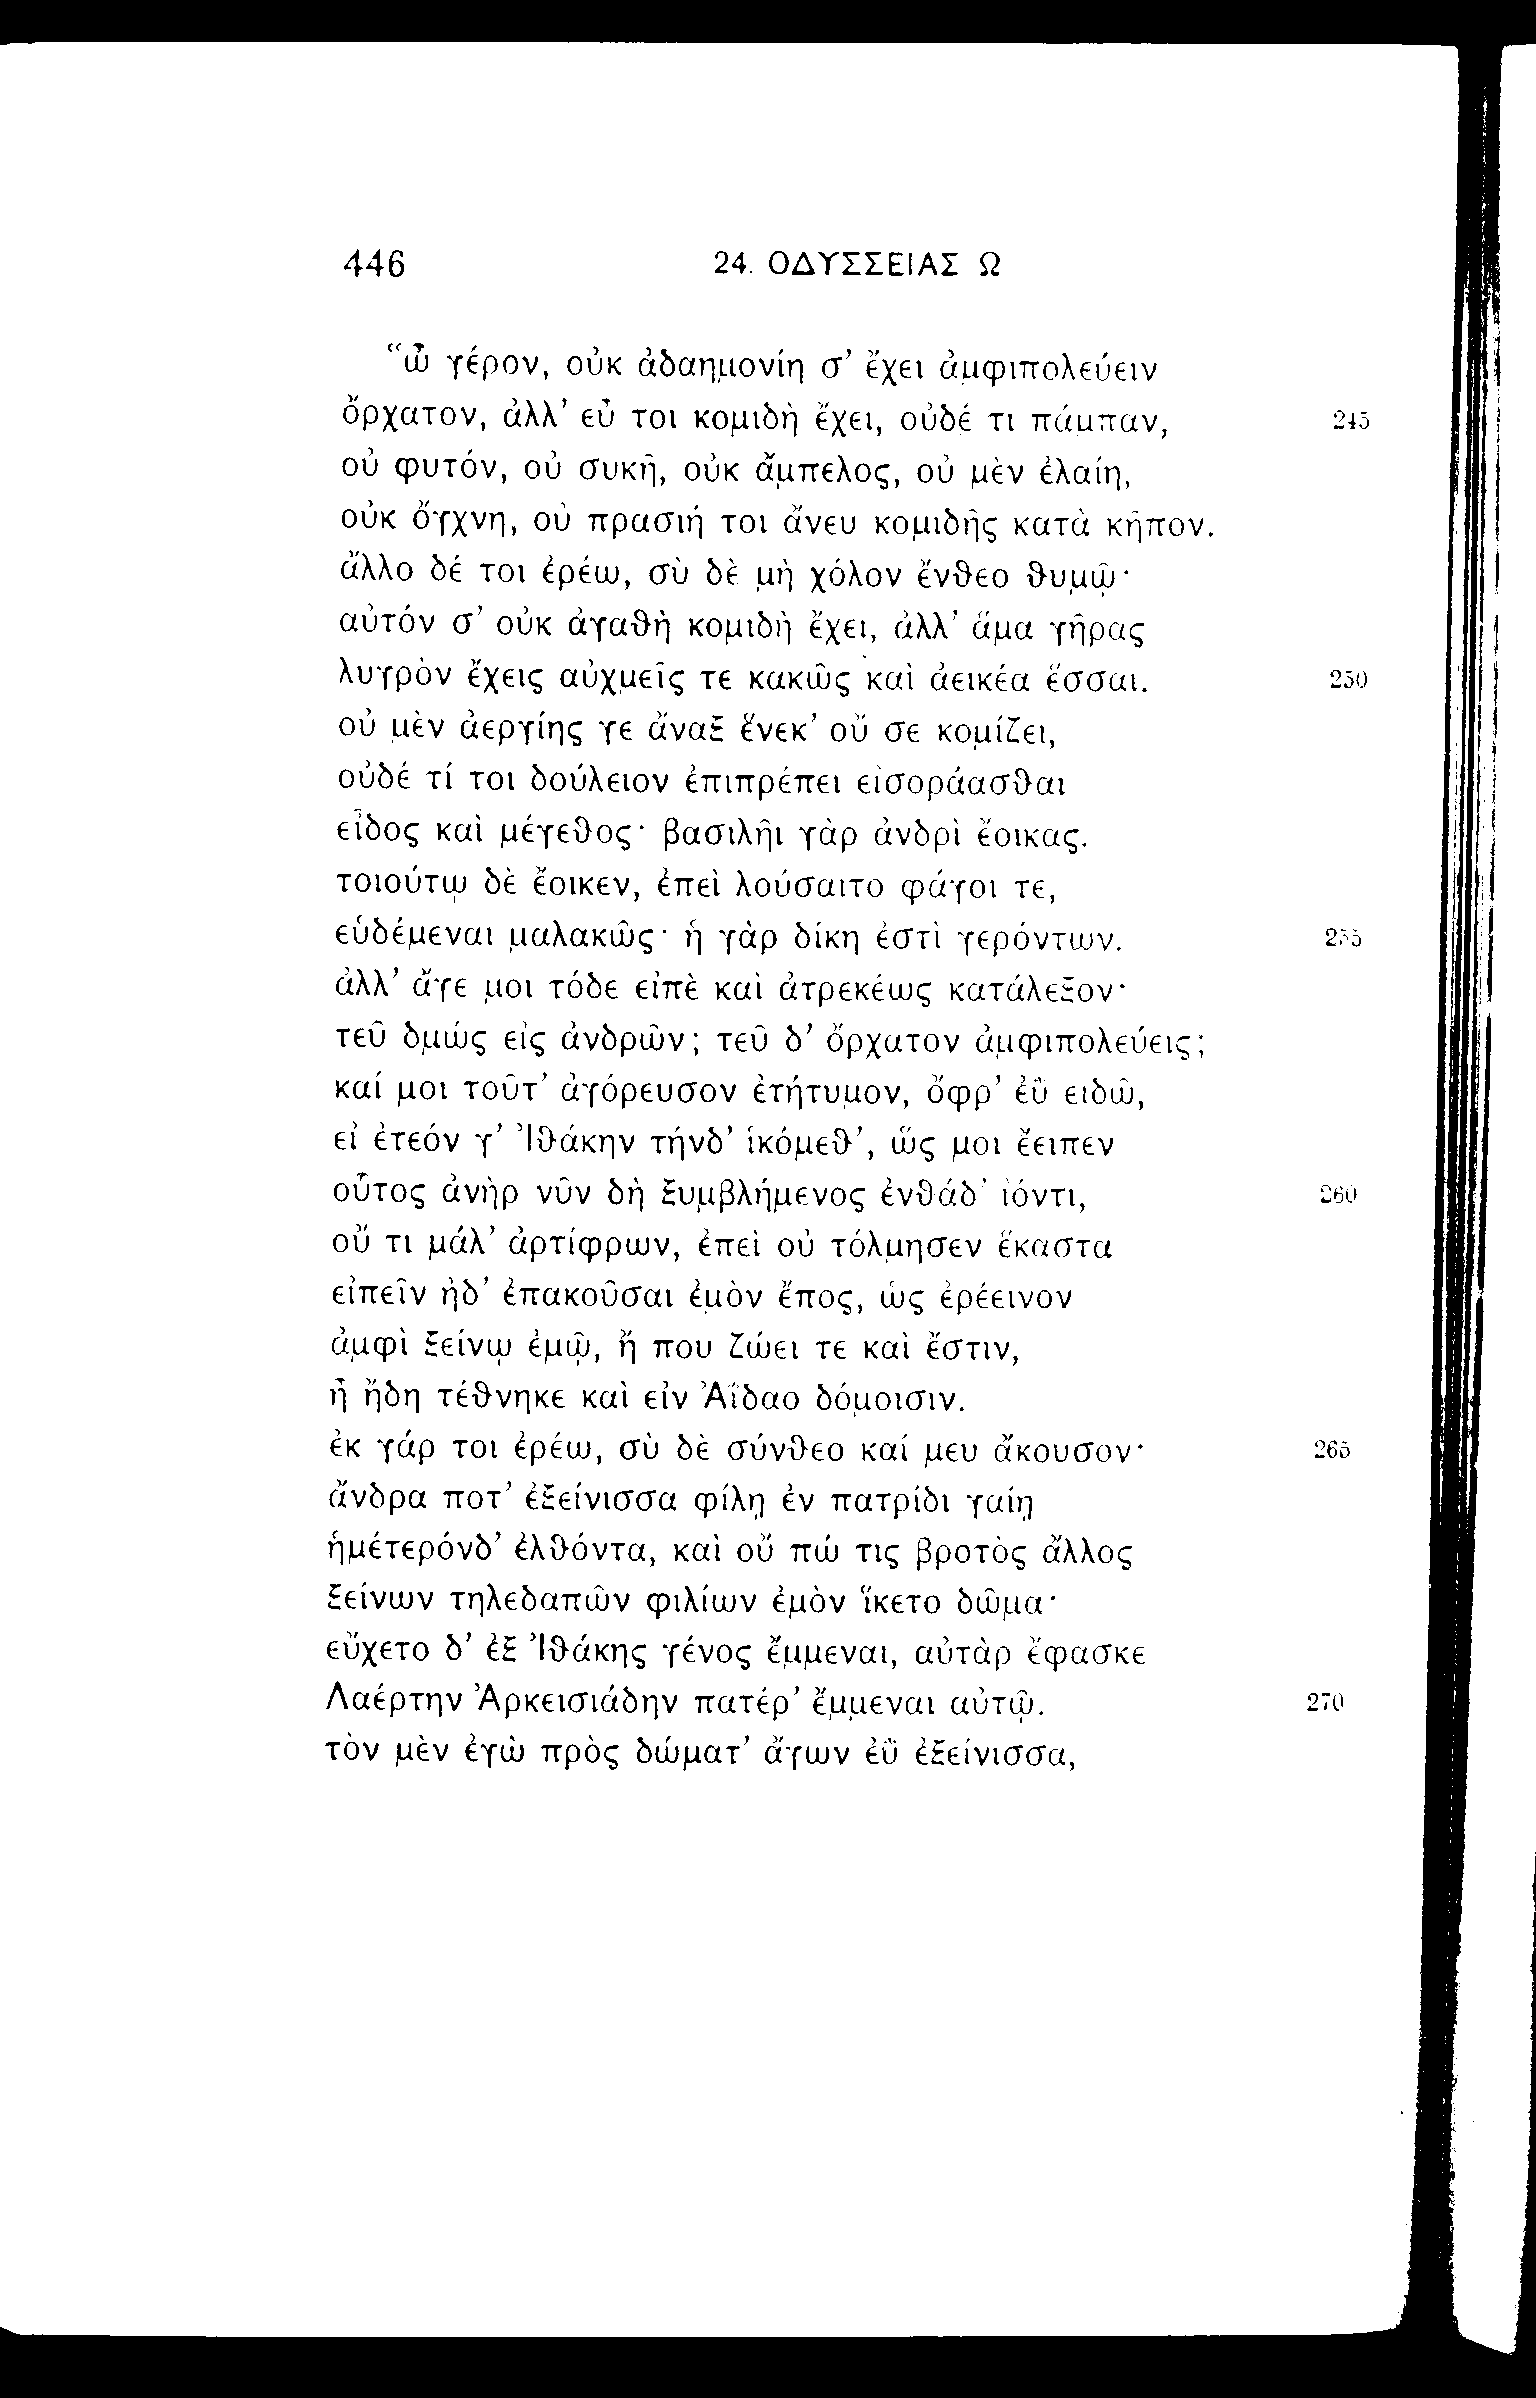 446 24. ΟΔΥΣΣΕΙΑΣ Ω
“ὦ γέρον, οὐκ ἀδαημονίη σ’ ἔχει ἀμφιπολεύειν
ὄρχατον, ἀλλ’ εὖ τοι κομιδὴ ἔχει, οὐδέ τι πάμπαν, 245
οὐ φυτόν, οὐ συκῆ, οὐκ ἄμπελος, οὐ μὲν ἐλαίη,
οὐκ ὄγχνη, οὐ πρασιή τοι ἄνευ κομιδῆς κατὰ κῆπον.
ἄλλο δέ τοι ἐρέω, σὺ δὲ μὴ χόλον ἔνθεο θυμῷ·
αὐτόν σ’ οὐκ ἀγαθὴ κομιδὴ ἔχει, ἀλλ’ ἅμα γῆρας
λυγρὸν ἔχεις αὐχμεῖς τε κακῶς καὶ ἀεικέα ἕσσαι. 250
οὐ μὲν ἀεργίης γε ἄναξ ἕνεκ’ οὔ σε κομίζει,
οὐδέ τί τοι δούλειον ἐπιπρέπει εἰσοράασθαι
εἶδος καὶ μέγεθος· βασιλῆι γὰρ ἀνδρὶ ἔοικας.
τοιούτῳ δὲ ἔοικεν, ἐπεὶ λούσαιτο φάγοι τε,
εὑδέμεναι μαλακῶς· ἡ γὰρ δίκη ἐστὶ γερόντων. 255
ἀλλ’ ἄγε μοι τόδε εἰπὲ καὶ ἀτρεκέως κατάλεξον·
τεῦ δμώς εἰς ἀνδρῶν; τεῦ δ’ ὄρχατον ἀμφιπολεύεις;
καί μοι τοῦτ’ ἀγόρευσον ἐτήτυμον, ὄφρ’ ἐῢ ειδῶ,
εἰ ἐτεόν γ’ Ἰθάκην τήνδ’ ἱκόμεθ’, ὥς μοι ἔειπεν
οὗτος ἀνὴρ νῦν δὴ ξυμβλήμενος ἐνθάδ’ ἰόντι, 260
οὔ τι μάλ’ ἀρτίφρων, ἐπεὶ οὐ τόλμησεν ἕκαστα
εἰπεῖν ἠδ’ ἐπακοῦσαι ἐμὸν ἔπος, ὡς ἐρέεινον
ἀμφὶ ξείνῳ ἐμῷ, ἤ που ζώει τε καὶ ἔστιν,
ἦ ἤδη τέθνηκε καὶ εἰν Ἀΐδαο δόμοισιν.
ἐκ γάρ τοι ἐρέω, σὺ δὲ σύνθεο καί μευ ἄκουσον· 265
ἄνδρα ποτ’ ἐξείνισσα φίλῃ ἐν πατρίδι γαίῃ
ἡμέτερόνδ’ ἐλθόντα, καὶ οὔ πώ τις βροτὸς ἄλλος
ξείνων τηλεδαπῶν φιλίων ἐμὸν ἵκετο δῶμα·
εὔχετο δ’ ἐξ Ἰθάκης γένος ἔμμεναι, αὐτὰρ ἔφασκε
Λαέρτην Ἀρκεισιάδην πατέρ’ ἔμμεναι αὐτῷ. 270
τὸν μὲν ἐγὼ πρὸς δώματ’ ἄγων ἐῢ ἐξείνισσα,